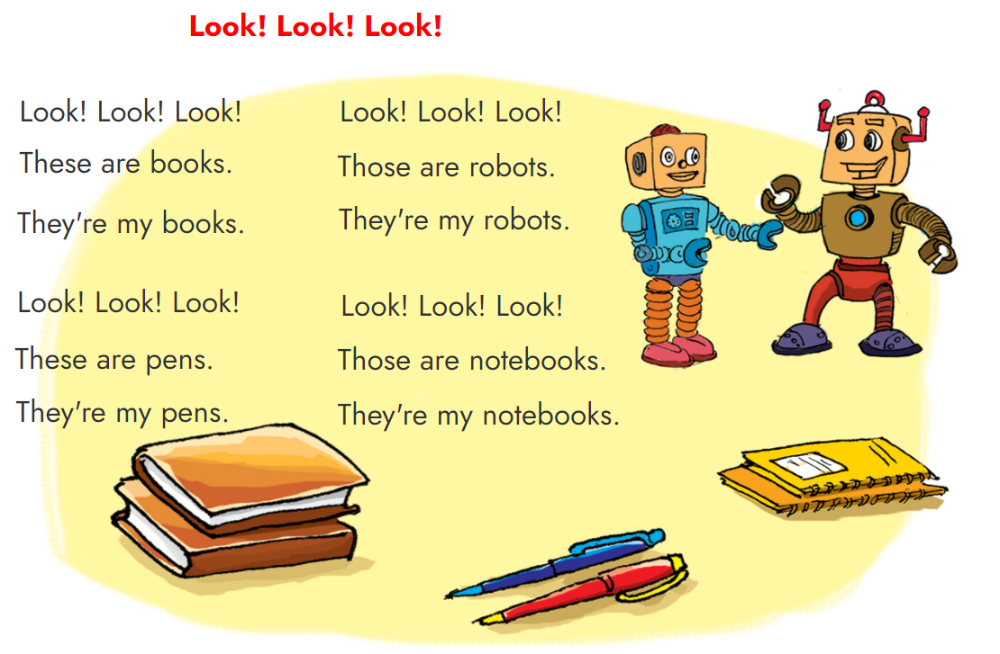 Look! Look! Look!
Look! Look! Look!
These are books.
They're my books.
Look! Look! Look!
These are pens.
They're my pens.
Look! Look! Look!
Those are robots.
They're my robots.
Look! Look! Look!
Those are notebooks.
They're my notebooks.